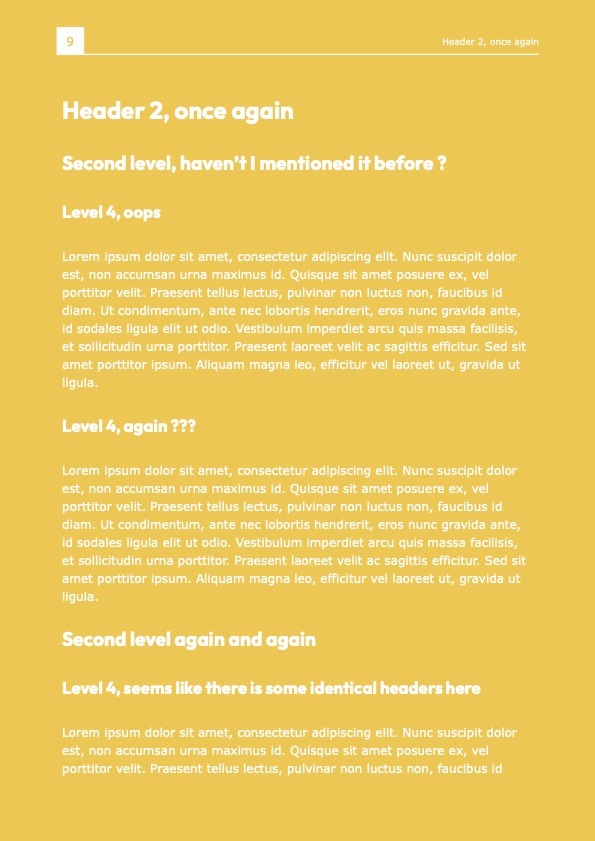 9
Header 2, once again
Header 2, once again
Second level, haven't I mentioned it before ?
Level 4, oops
Lorem ipsum dolor sit amet, consectetur adipiscing elit. Nunc suscipit dolor
est, non accumsan urna maximus id. Quisque sit amet posuere ex, vel
porttitor velit. Praesent tellus lectus, pulvinar non luctus non, faucibus id
diam. Ut condimentum, ante nec lobortis hendrerit, eros nunc gravida ante,
id sodales ligula elit ut odio. Vestibulum imperdiet arcu quis massa facilisis,
et sollicitudin urna porttitor. Praesent laoreet velit ac sagittis efficitur. Sed sit
amet porttitor ipsum. Aliquam magna leo, efficitur vel laoreet ut, gravida ut
ligula.
Level 4, again ???
Lorem ipsum dolor sit amet, consectetur adipiscing elit. Nunc suscipit dolor
est, non accumsan urna maximus id. Quisque sit amet posuere ex, vel
porttitor velit. Praesent tellus lectus, pulvinar non luctus non, faucibus id
diam. Ut condimentum, ante nec lobortis hendrerit, eros nunc gravida ante,
id sodales ligula elit ut odio. Vestibulum imperdiet arcu quis massa facilisis,
et sollicitudin urna porttitor. Praesent laoreet velit ac sagittis efficitur. Sed sit
amet porttitor ipsum. Aliquam magna leo, efficitur vel laoreet ut, gravida ut
ligula.
Second level again and again
Level 4, seems like there is some identical headers here
Lorem ipsum dolor sit amet, consectetur adipiscing elit. Nunc suscipit dolor
est, non accumsan urna maximus id. Quisque sit amet posuere ex, vel
porttitor velit. Praesent tellus lectus, pulvinar non luctus non, faucibus id